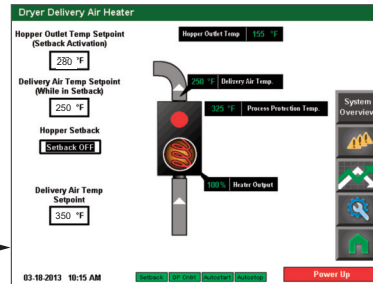 Dryer Delivery Air Heater
Hopper Outlet Temp Setpoint
(Setback Activation)
280 °F
Hopper Outlet Temp 155 °F
Delivery Air Temp Setpoint
(While in Setback)
250 °F
250 °F Delivery Air Temp.
325 °F Process Protection Temp.
System
Overview
Hopper Setback
Setback OFF
100% Heater Output
Delivery Air Temp
Setpoint
350 °F
03-18-2013 10:15 AM
Setback DP Cntrl Autostart Autostop
Power Up